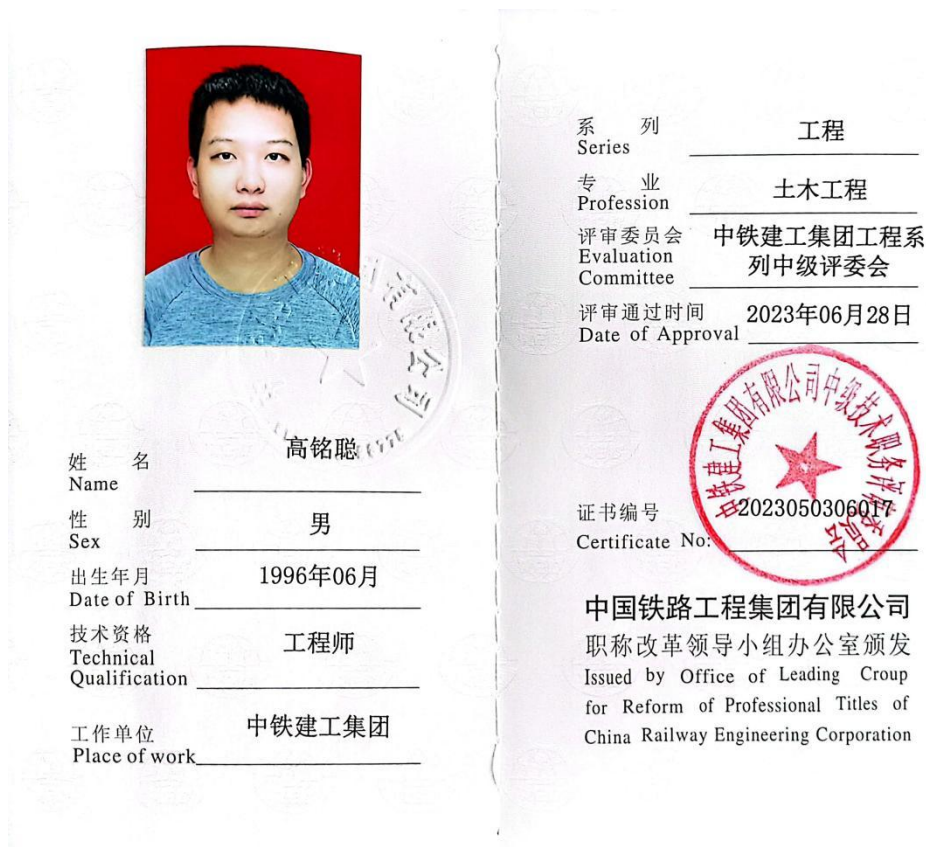 姓 名
Name
高铭聪
性 别
Sex
男
出生年月
Date of Birth
1996年06月
技术资格
Technical
Qualification
工程师
工作单位
Place of work
中铁建工集团
有限公司
系 列
Series
工程
专 业
Profession
土木工程
评审委员会
Evaluation
Committee
中铁建工集团工程系
列中级评委会
评审通过时间
Date of Approval
2023年06月28日
中铁建工集团有限公司中级技术职务评审委员会
证书编号
Certificate No:
2023050306017
中国铁路工程集团有限公司
职称改革领导小组办公室颁发
Issued by Office of Leading Croup
for Reform of Professional Titles of
China Railway Engineering Corporation